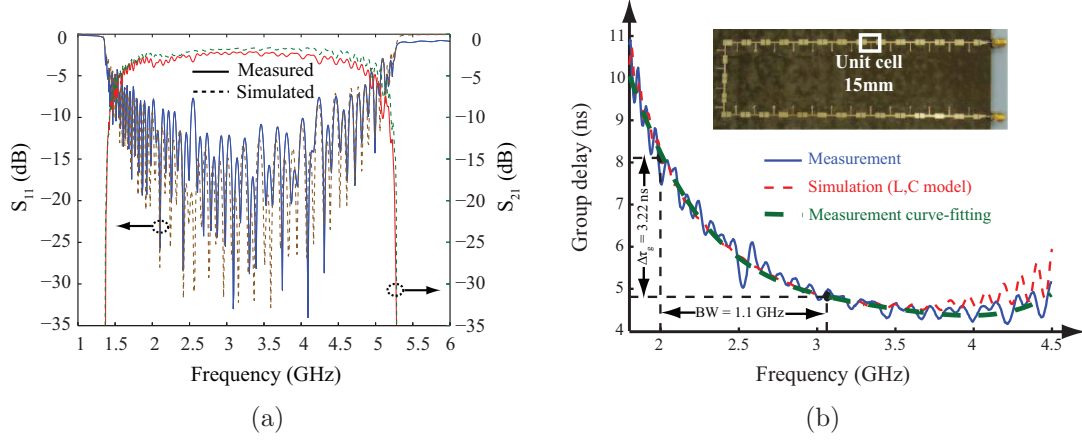 0
−5
−10
−15
−20
−25
−30
−35
S₁₁ (dB)
1
1.5
2
2.5
3
3.5
4
4.5
5
5.5
6
Frequency (GHz)
0
−5
−10
−15
−20
−25
−30
−35
S₂₁ (dB)
Measured
Simulated
(a)
11
10
9
8
7
6
5
4
Group delay (ns)
Unit cell
15mm
Measurement
Simulation (L,C model)
Measurement curve-fitting
Δτg = 3.22 ns
BW = 1.1 GHz
2
2.5
3
3.5
4
4.5
Frequency (GHz)
(b)